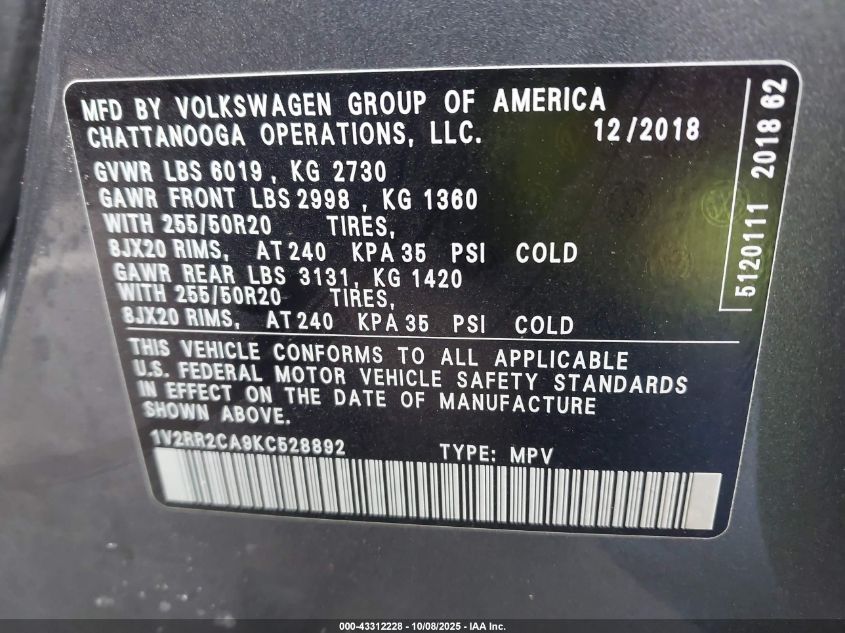 MFD BY VOLKSWAGEN GROUP OF AMERICA
CHATTANOOGA OPERATIONS, LLC. 12/2018
GVWR LBS 6019, KG 2730
GAWR FRONT LBS 2998, KG 1360
WITH 255/50R20 TIRES,
8JX20 RIMS, AT 240 KPA 35 PSI COLD
GAWR REAR LBS 3131, KG 1420
WITH 255/50R20 TIRES,
8JX20 RIMS, AT 240 KPA 35 PSI COLD
THIS VEHICLE CONFORMS TO ALL APPLICABLE
U.S. FEDERAL MOTOR VEHICLE SAFETY STANDARDS
IN EFFECT ON THE DATE OF MANUFACTURE
SHOWN ABOVE.
1V2RR2CA9KC528892 TYPE: MPV
5120111 2018 62
000-43312228 - 10/08/2025 - IAA Inc.